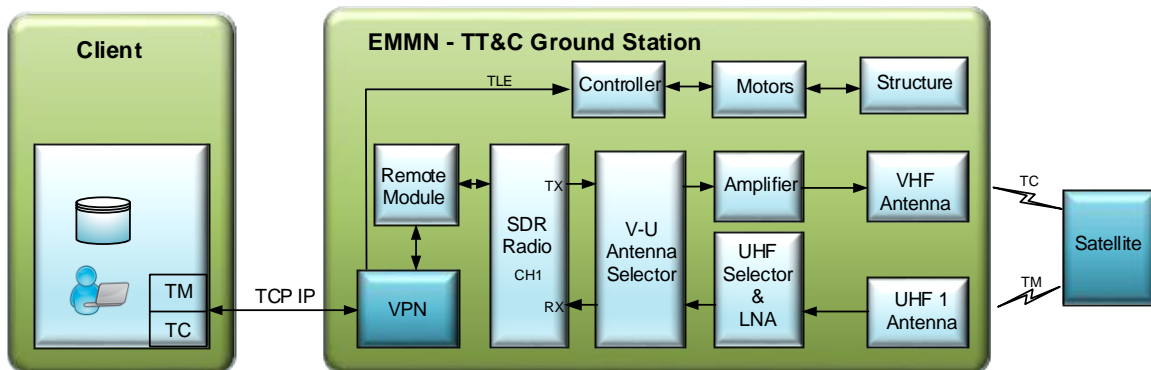 Client
TM
TC
TCP IP
EMMN - TT&C Ground Station
TLE
Controller
Motors
Structure
Remote
Module
VPN
SDR
Radio
CH1
TX
RX
V-U
Antenna
Selector
Amplifier
VHF
Antenna
UHF
Selector
&
LNA
UHF 1
Antenna
TC
TM
Satellite